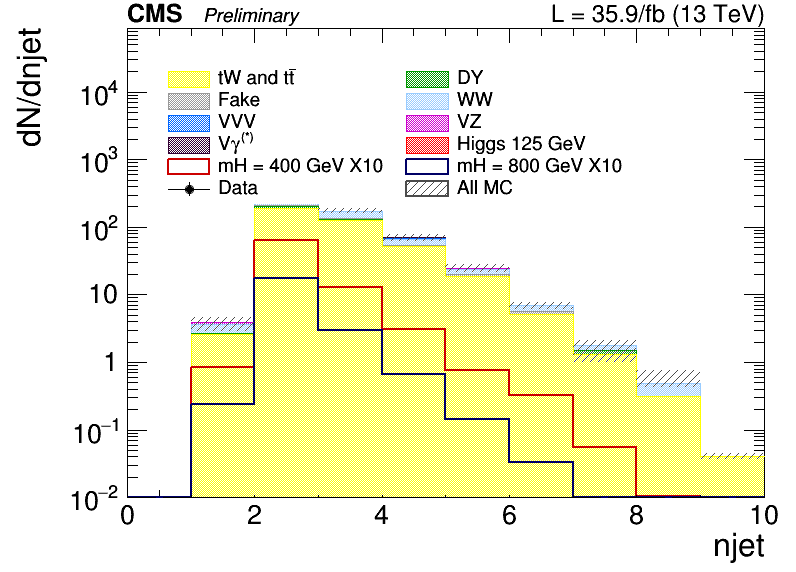 CMS Preliminary L = 35.9/fb (13 TeV)
dN/dnjet
tW and tt̄ DY
Fake WW
VVV VZ
Vγ(*) Higgs 125 GeV
mH = 400 GeV X10 mH = 800 GeV X10
Data All MC
10⁴
10³
10²
10
1
10⁻¹
10⁻²
0 2 4 6 8 10
njet